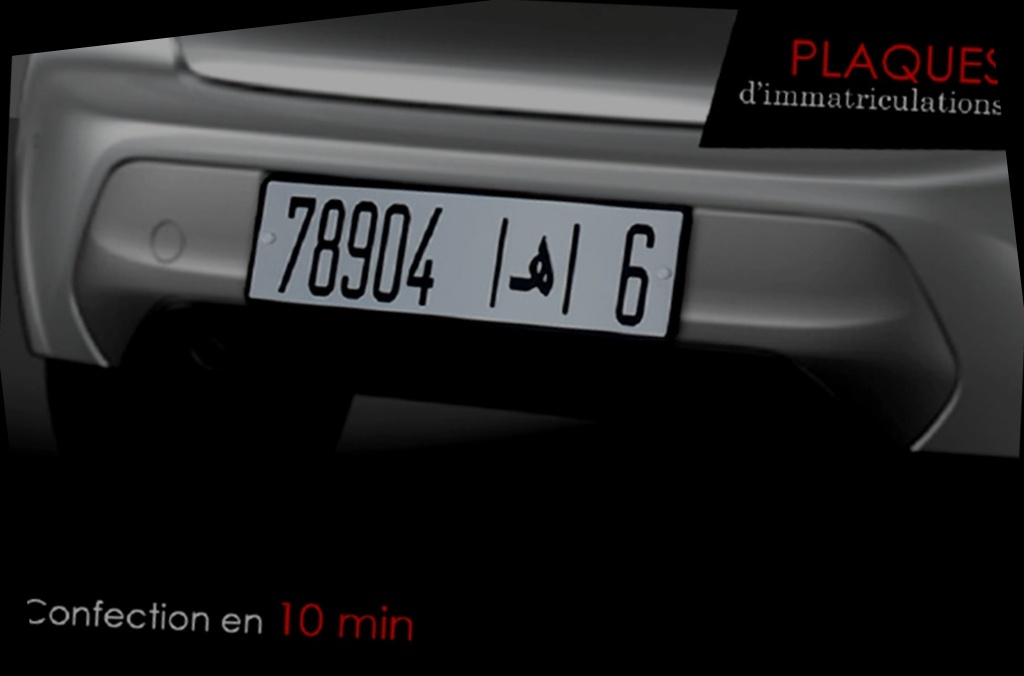 PLAQUES
d'immatriculations
78904 | هـ | 6
Confection en 10 min